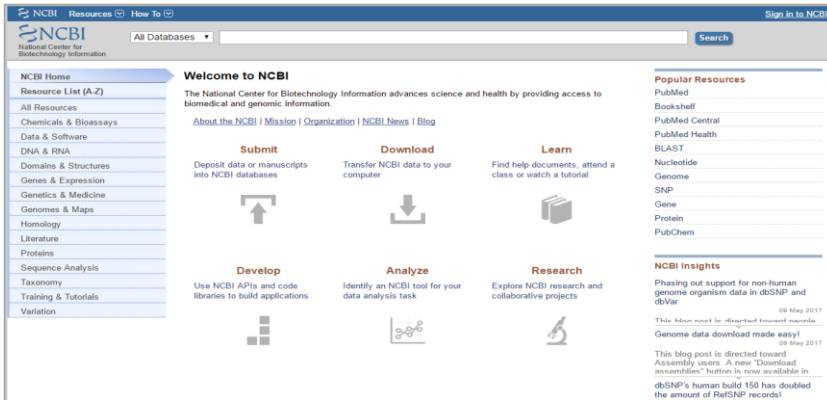 NCBI Resources How To Sign in to NCBI
NCBI
National Center for
Biotechnology Information
All Databases
Search
NCBI Home
Resource List (A-Z)
All Resources
Chemicals & Bioassays
Data & Software
DNA & RNA
Domains & Structures
Genes & Expression
Genetics & Medicine
Genomes & Maps
Homology
Literature
Proteins
Sequence Analysis
Taxonomy
Training & Tutorials
Variation
Welcome to NCBI
The National Center for Biotechnology Information advances science and health by providing access to
biomedical and genomic information.
About the NCBI | Mission | Organization | NCBI News | Blog
Submit
Deposit data or manuscripts
into NCBI databases
Download
Transfer NCBI data to your
computer
Learn
Find help documents, attend a
class or watch a tutorial
Develop
Use NCBI APIs and code
libraries to build applications
Analyze
Identify an NCBI tool for your
data analysis task
Research
Explore NCBI research and
collaborative projects
Popular Resources
PubMed
Bookshelf
PubMed Central
PubMed Health
BLAST
Nucleotide
Genome
SNP
Gene
Protein
PubChem
NCBI Insights
Phasing out support for non-human
genome organism data in dbSNP and
dbVar
09 May 2017
This blog post is directed toward people
Genome data download made easy!
08 May 2017
This blog post is directed toward
Assembly users. A new "Download
assemblies" button is now available in
dbSNP's human build 150 has doubled
the amount of RefSNP records!